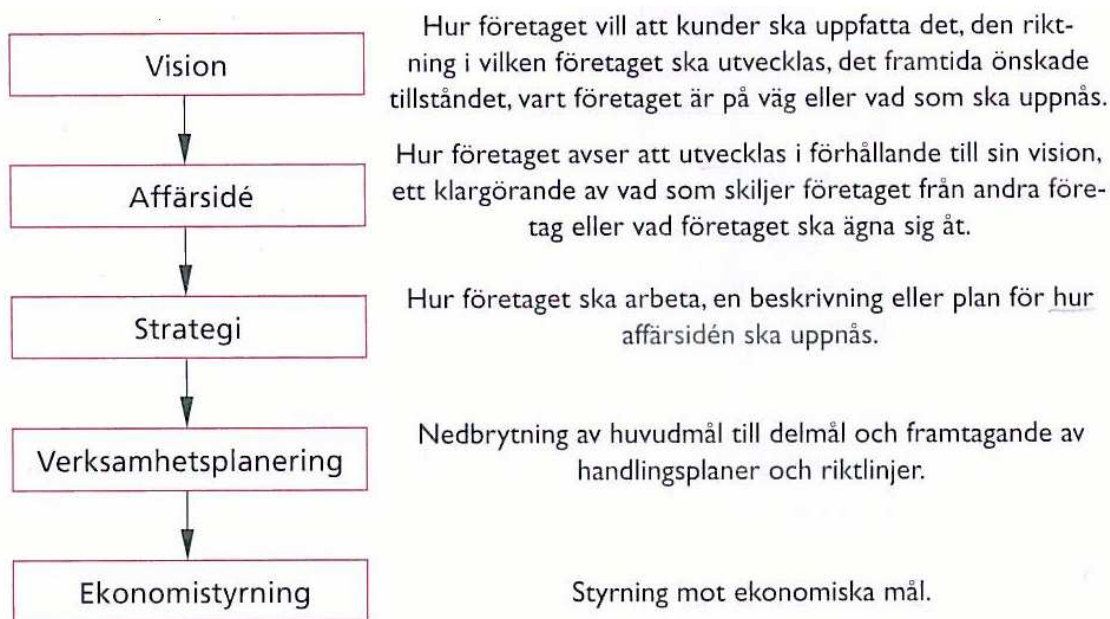 Vision
Hur företaget vill att kunder ska uppfatta det, den rikt-
ning i vilken företaget ska utvecklas, det framtida önskade
tillståndet, vart företaget är på väg eller vad som ska uppnås.
Affärsidé
Hur företaget avser att utvecklas i förhållande till sin vision,
ett klargörande av vad som skiljer företaget från andra före-
tag eller vad företaget ska ägna sig åt.
Strategi
Hur företaget ska arbeta, en beskrivning eller plan för hur
affärsidén ska uppnås.
Verksamhetsplanering
Nedbrytning av huvudmål till delmål och framtagande av
handlingsplaner och riktlinjer.
Ekonomistyrning
Styrning mot ekonomiska mål.